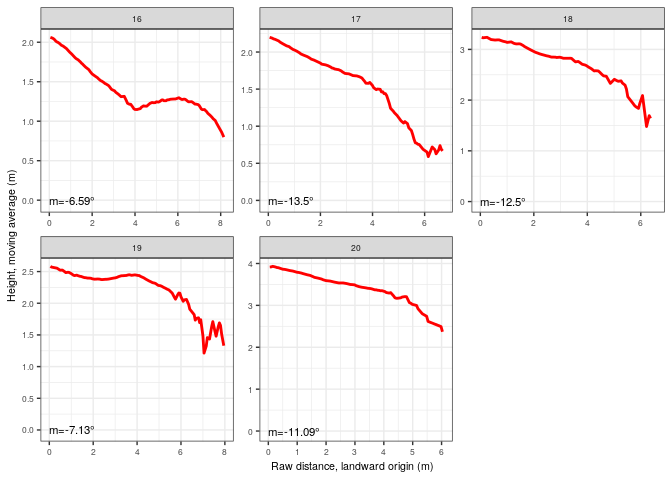 16
17
18
2.0
1.5
1.0
0.5
0.0
m=-6.59°
0 2 4 6 8
2.0
1.5
1.0
0.5
0.0
m=-13.5°
0 2 4 6
3
2
1
0
m=-12.5°
0 2 4 6
Height, moving average (m)
19
20
2.5
2.0
1.5
1.0
0.5
0.0
m=-7.13°
0 2 4 6 8
4
3
2
1
0
m=-11.09°
0 1 2 3 4 5 6
Raw distance, landward origin (m)